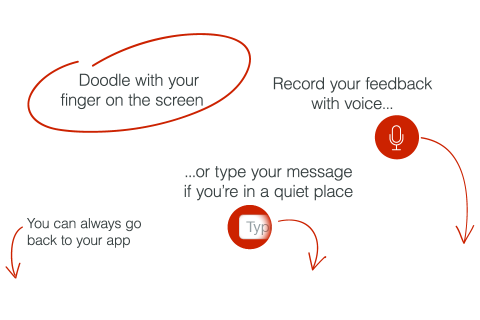 Doodle with your
finger on the screen
Record your feedback
with voice...
...or type your message
if you're in a quiet place
You can always go
back to your app
Typ